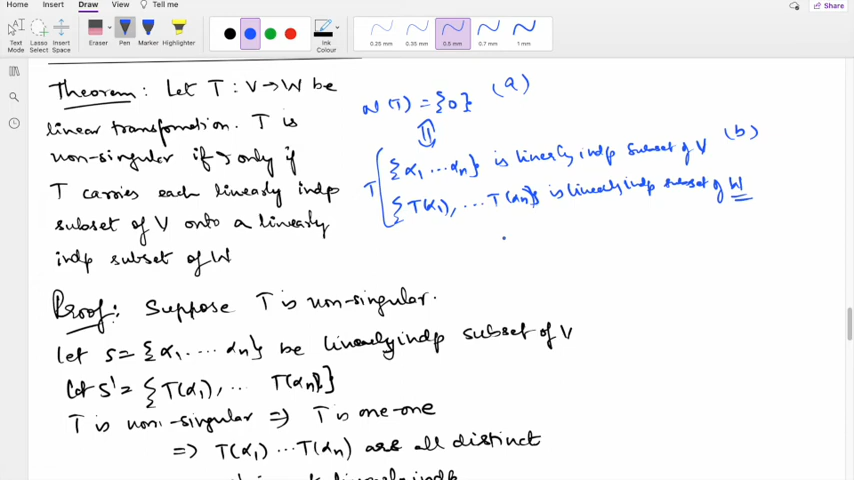 Home Insert Draw View Tell me
Share
Text Mode
Lasso Select
Insert Space
Eraser
Pen
Marker
Highlighter
Ink Colour
0.25 mm
0.35 mm
0.5 mm
0.7 mm
1 mm
Theorem: Let T : V → W be
linear transformation. T is
non-singular if & only if
T carries each linearly indp
subset of V onto a linearly
indp subset of W
N(T) = {0} (a)
⇕
T { {α1 ... αn} is linearly indp subset of V (b)
{T(α1), ... T(αn)} is linearly indp subset of W
Proof: Suppose T is non-singular.
let S = {α1 .... αn} be linearly indp subset of V
let S' = {T(α1), ... T(αn)}
T is non-singular ⇒ T is one-one
⇒ T(α1) ... T(αn) are all distinct